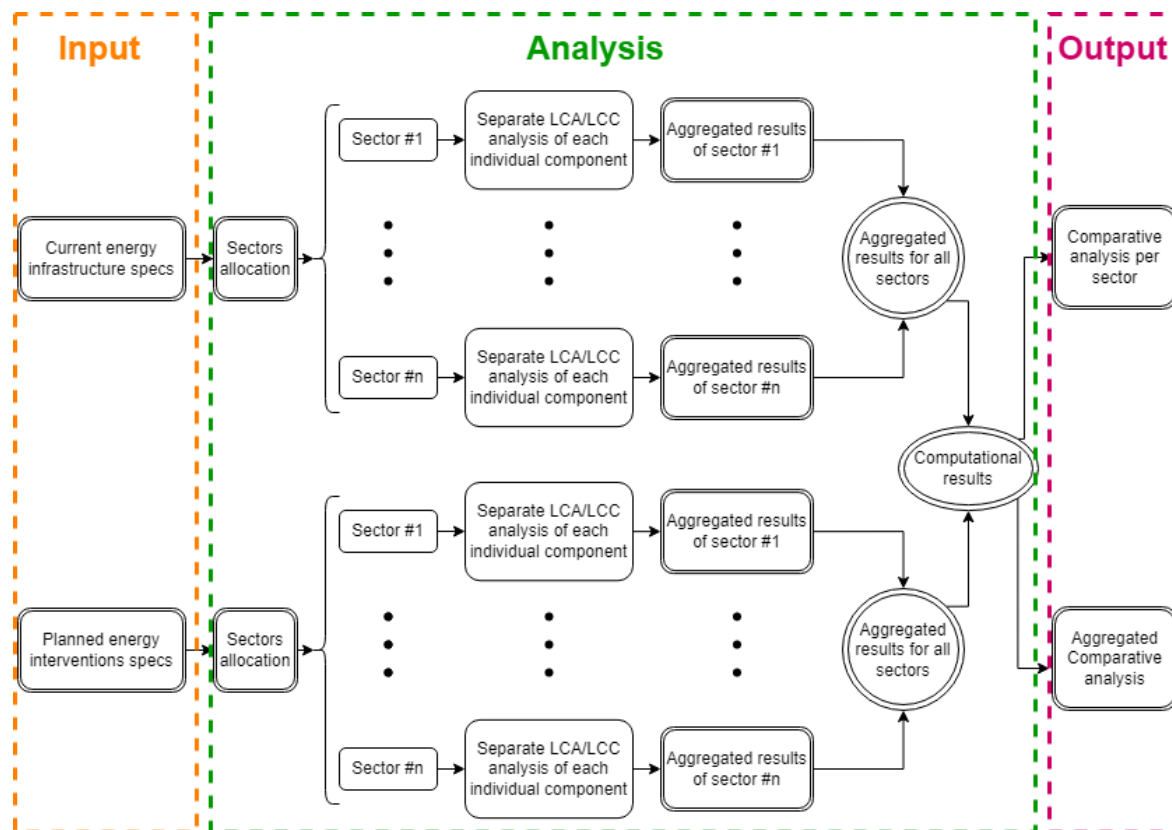 Input
Analysis
Output
Current energy
infrastructure specs
Sectors
allocation
Sector #1
Separate LCA/LCC
analysis of each
individual component
Aggregated results
of sector #1
Sector #n
Separate LCA/LCC
analysis of each
individual component
Aggregated results
of sector #n
Aggregated
results for all
sectors
Planned energy
interventions specs
Sectors
allocation
Sector #1
Separate LCA/LCC
analysis of each
individual component
Aggregated results
of sector #1
Sector #n
Separate LCA/LCC
analysis of each
individual component
Aggregated results
of sector #n
Aggregated
results for all
sectors
Computational
results
Comparative
analysis per
sector
Aggregated
Comparative
analysis